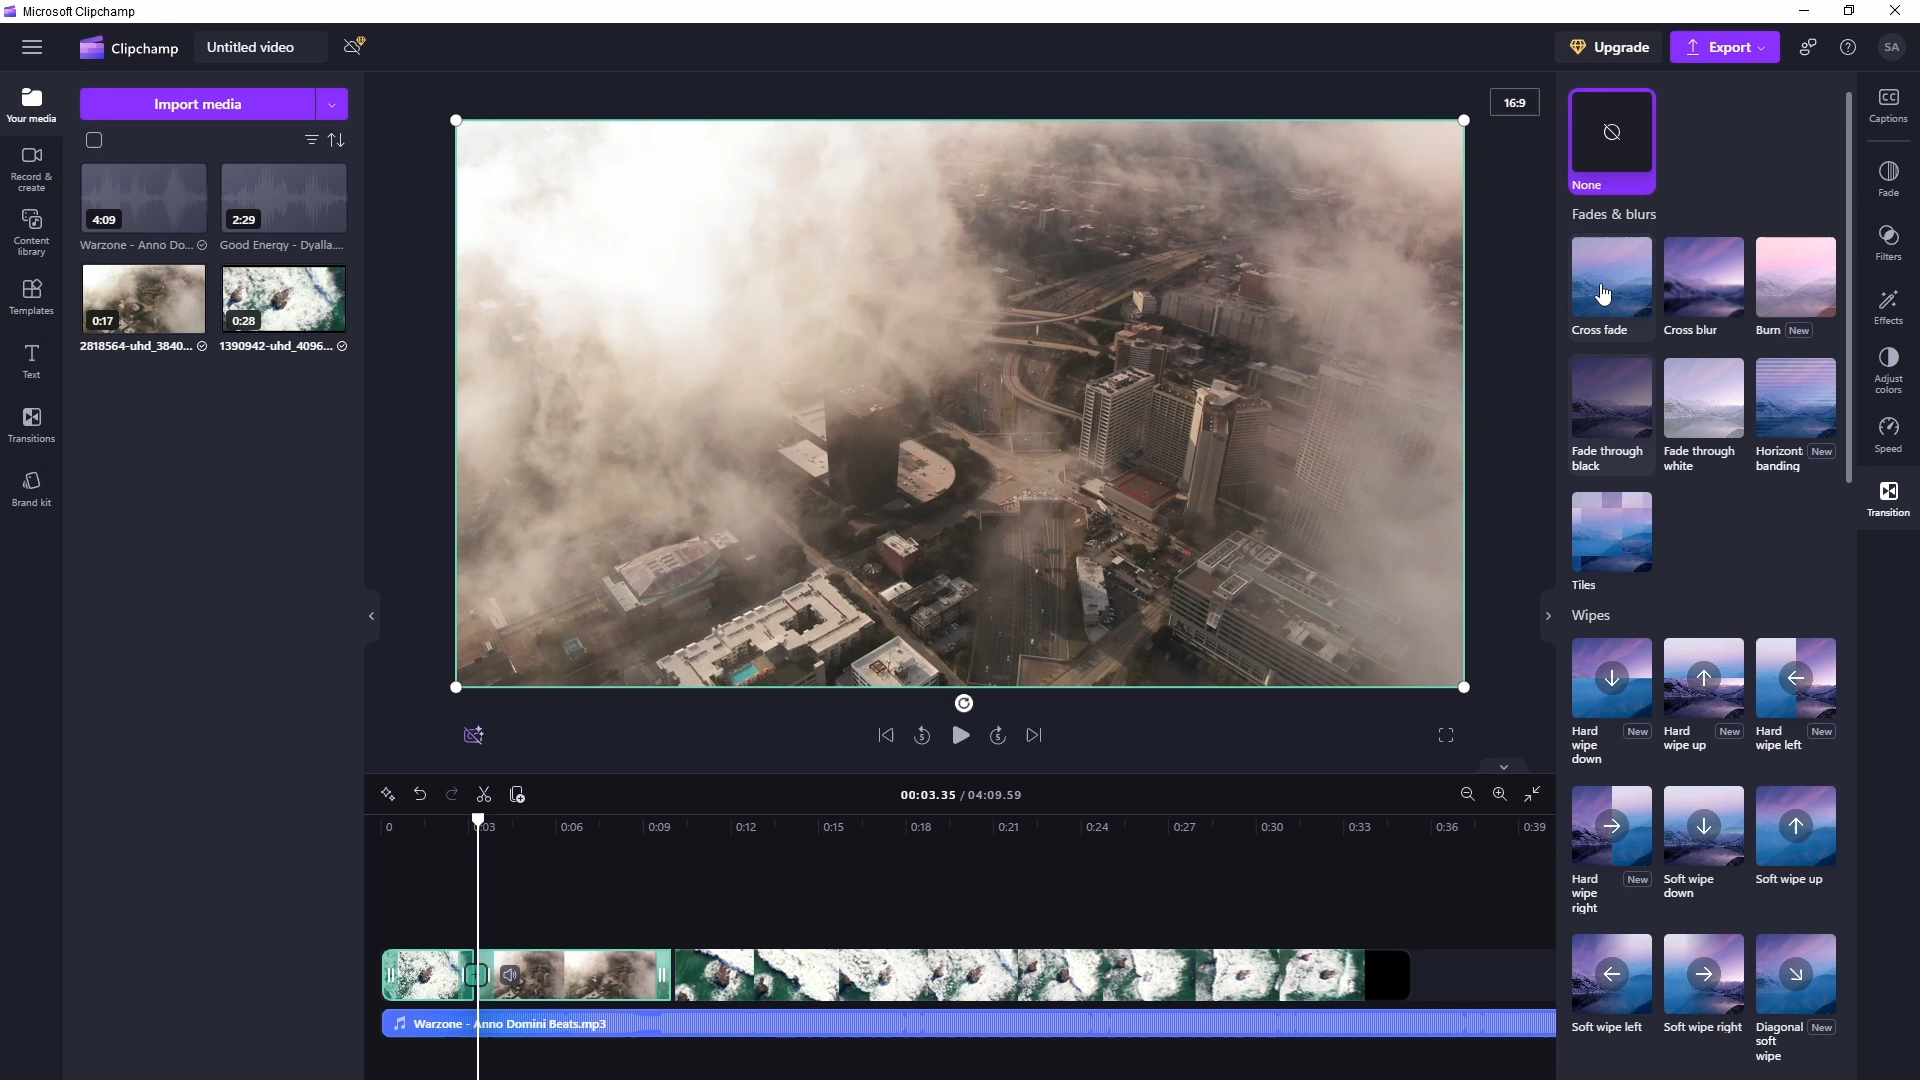 Microsoft Clipchamp
Clipchamp
Untitled video
Upgrade
Export
SA
Your media
Record &
create
Content
library
Templates
Text
Transitions
Brand kit
Import media
4:09
Warzone - Anno Do...
2:29
Good Energy - Dyalla....
0:17
2818564-uhd_3840...
0:28
1390942-uhd_4096...
16:9
5
5
00:03.35 / 04:09.59
0
0:03
0:06
0:09
0:12
0:15
0:18
0:21
0:24
0:27
0:30
0:33
0:36
0:39
Warzone - Anno Domini Beats.mp3
None
Fades & blurs
Cross fade
Cross blur
Burn
New
Fade through
black
Fade through
white
Horizont
banding
New
Tiles
Wipes
Hard
wipe
down
New
Hard
wipe up
New
Hard
wipe left
New
Hard
wipe
right
New
Soft wipe
down
Soft wipe up
Soft wipe left
Soft wipe right
Diagonal
soft
wipe
New
CC
Captions
Fade
Filters
Effects
Adjust
colors
Speed
Transition